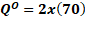 Q^O = 2x(70)